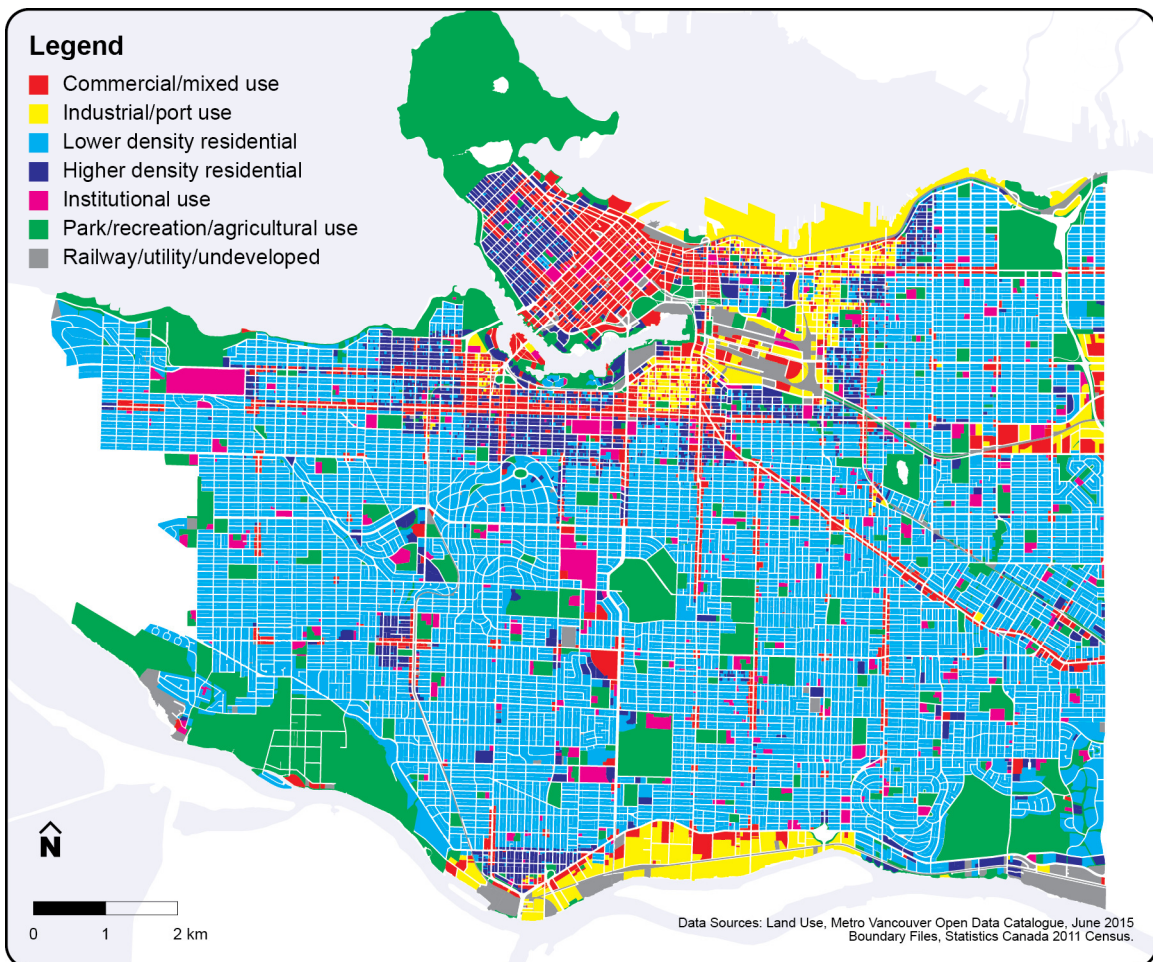 Legend
Commercial/mixed use
Industrial/port use
Lower density residential
Higher density residential
Institutional use
Park/recreation/agricultural use
Railway/utility/undeveloped
N
0 1 2 km
Data Sources: Land Use, Metro Vancouver Open Data Catalogue, June 2015
Boundary Files, Statistics Canada 2011 Census.